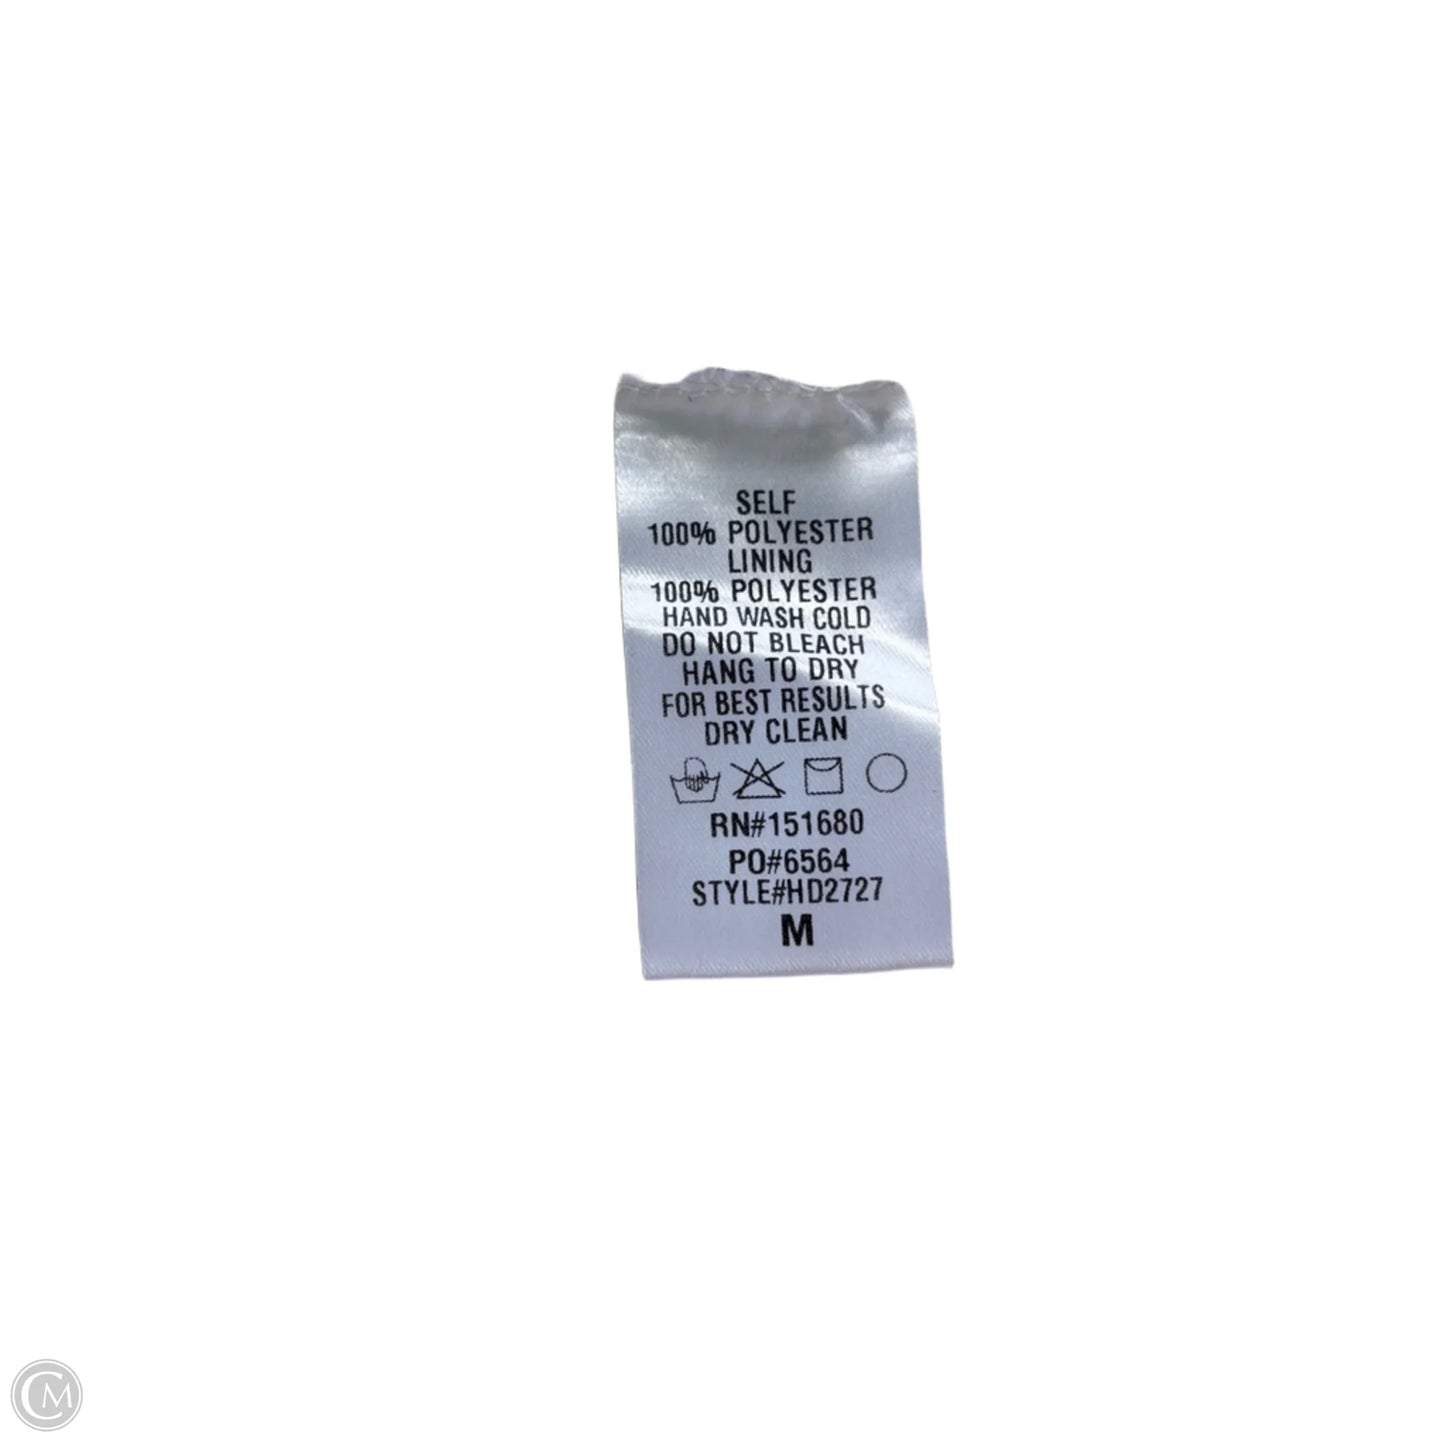 SELF
100% POLYESTER
LINING
100% POLYESTER
HAND WASH COLD
DO NOT BLEACH
HANG TO DRY
FOR BEST RESULTS
DRY CLEAN
RN#151680
PO#6564
STYLE#HD2727
M
CM